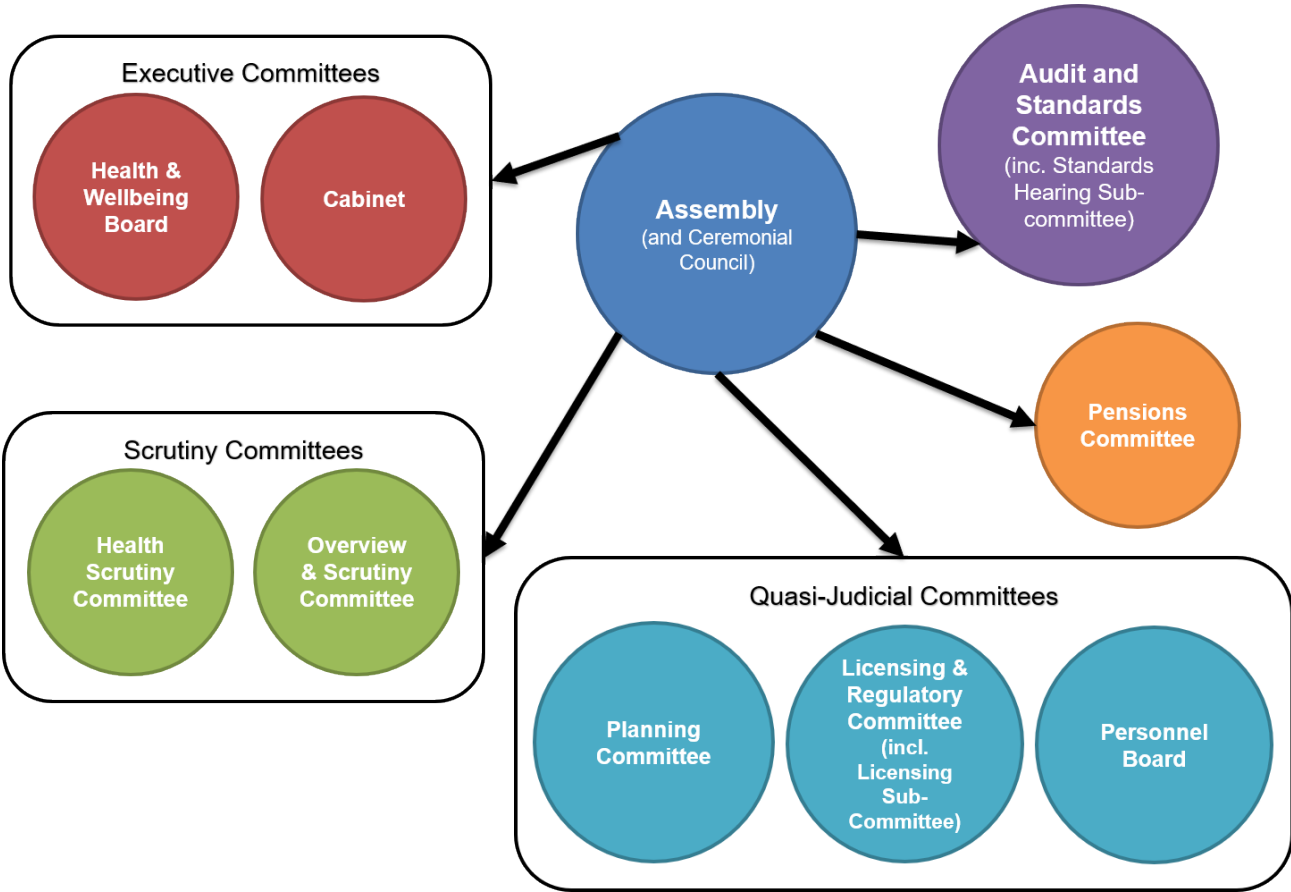 Executive Committees
Health &
Wellbeing
Board
Cabinet
Assembly
(and Ceremonial
Council)
Audit and
Standards
Committee
(inc. Standards
Hearing Sub-
committee)
Pensions
Committee
Scrutiny Committees
Health
Scrutiny
Committee
Overview
& Scrutiny
Committee
Quasi-Judicial Committees
Planning
Committee
Licensing &
Regulatory
Committee
(incl.
Licensing
Sub-
Committee)
Personnel
Board